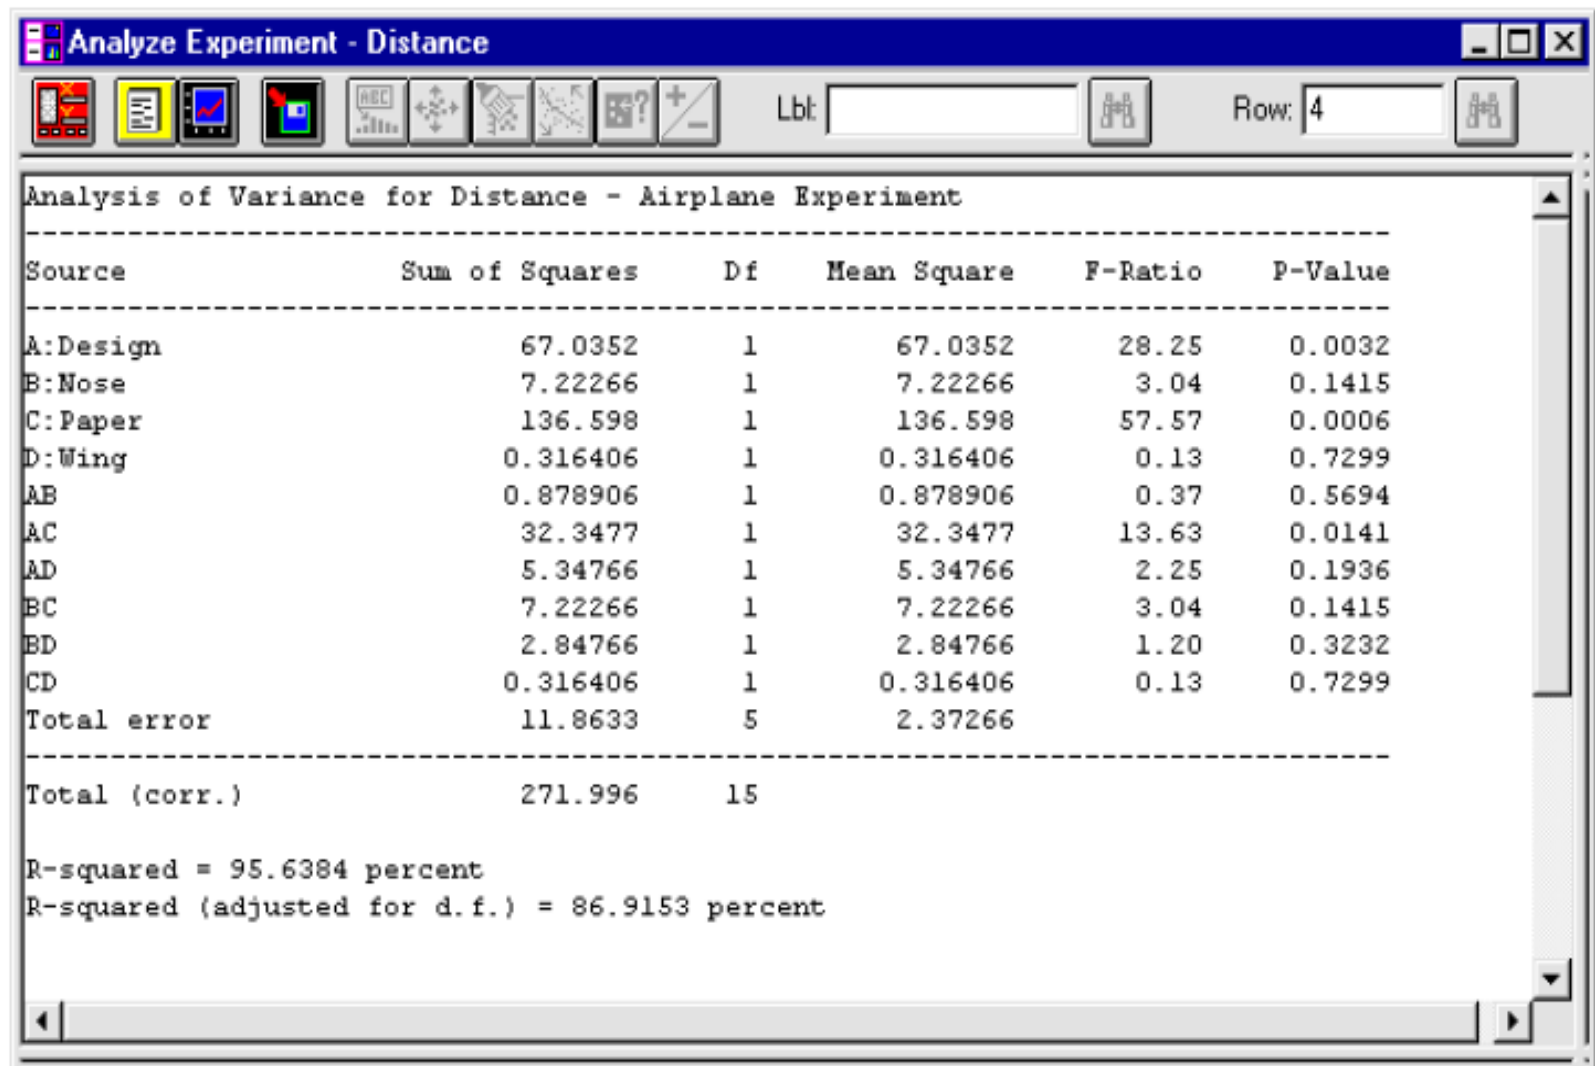 Analyze Experiment - Distance
ABC ? Lbl: Row: 4
Analysis of Variance for Distance - Airplane Experiment
--------------------------------------------------------------------------------
Source Sum of Squares Df Mean Square F-Ratio P-Value
--------------------------------------------------------------------------------
A:Design 67.0352 1 67.0352 28.25 0.0032
B:Nose 7.22266 1 7.22266 3.04 0.1415
C:Paper 136.598 1 136.598 57.57 0.0006
D:Wing 0.316406 1 0.316406 0.13 0.7299
AB 0.878906 1 0.878906 0.37 0.5694
AC 32.3477 1 32.3477 13.63 0.0141
AD 5.34766 1 5.34766 2.25 0.1936
BC 7.22266 1 7.22266 3.04 0.1415
BD 2.84766 1 2.84766 1.20 0.3232
CD 0.316406 1 0.316406 0.13 0.7299
Total error 11.8633 5 2.37266
--------------------------------------------------------------------------------
Total (corr.) 271.996 15
R-squared = 95.6384 percent
R-squared (adjusted for d.f.) = 86.9153 percent